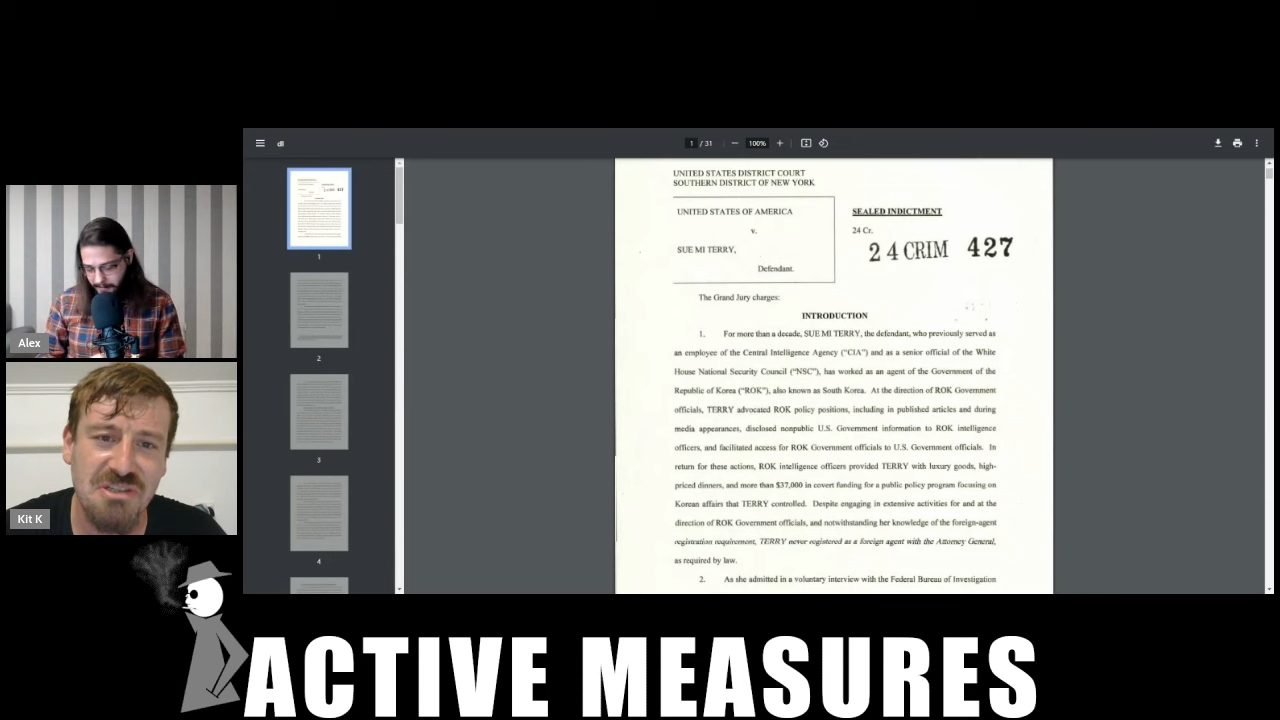 dl
1 / 31
100%
1
2
3
4
UNITED STATES DISTRICT COURT
SOUTHERN DISTRICT OF NEW YORK
UNITED STATES OF AMERICA
v.
SUE MI TERRY,
Defendant.
SEALED INDICTMENT
24 Cr.
24 CRIM 427
The Grand Jury charges:
INTRODUCTION
1. For more than a decade, SUE MI TERRY, the defendant, who previously served as
an employee of the Central Intelligence Agency ("CIA") and as a senior official of the White
House National Security Council ("NSC"), has worked as an agent of the Government of the
Republic of Korea ("ROK"), also known as South Korea. At the direction of ROK Government
officials, TERRY advocated ROK policy positions, including in published articles and during
media appearances, disclosed nonpublic U.S. Government information to ROK intelligence
officers, and facilitated access for ROK Government officials to U.S. Government officials. In
return for these actions, ROK intelligence officers provided TERRY with luxury goods, high-
priced dinners, and more than $37,000 in covert funding for a public policy program focusing on
Korean affairs that TERRY controlled. Despite engaging in extensive activities for and at the
direction of ROK Government officials, and notwithstanding her knowledge of the foreign-agent
registration requirement, TERRY never registered as a foreign agent with the Attorney General,
as required by law.
2. As she admitted in a voluntary interview with the Federal Bureau of Investigation
Alex
Kit K
ACTIVE MEASURES